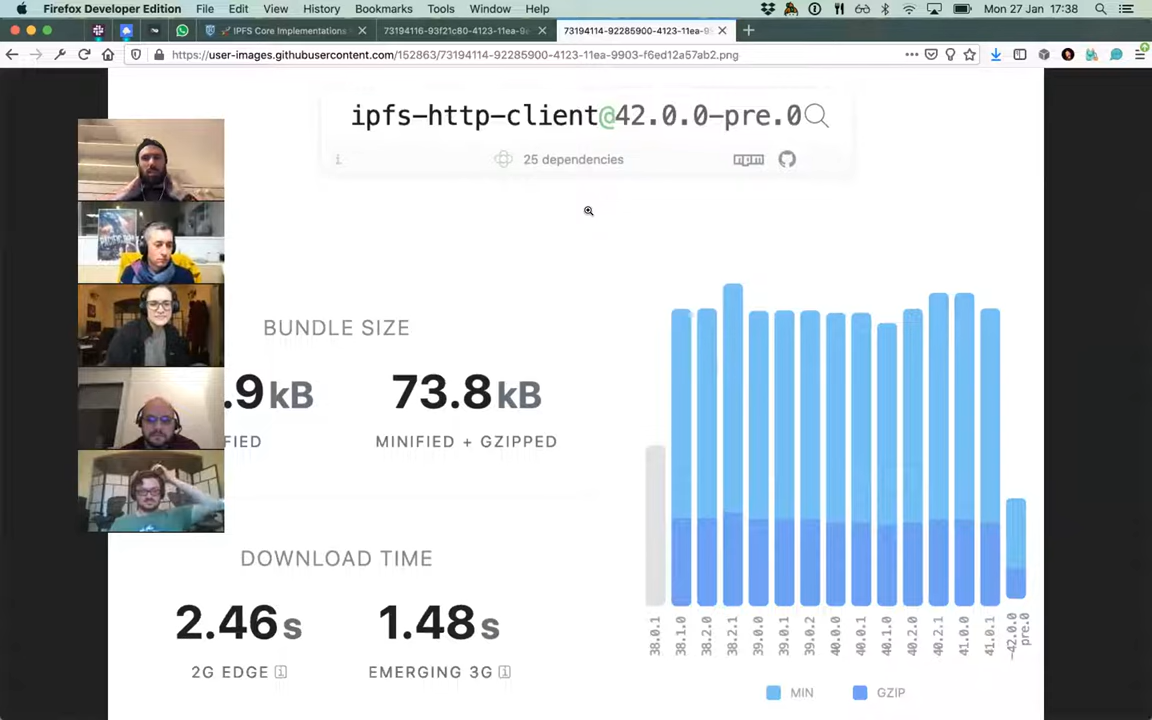 Firefox Developer Edition File Edit View History Bookmarks Tools Window Help Mon 27 Jan 17:38
IPFS Core Implementations
73194116-93f21c80-4123-11ea-9
73194114-92285900-4123-11ea-9
https://user-images.githubusercontent.com/152863/73194114-92285900-4123-11ea-9903-f6ed12a57ab2.png
ipfs-http-client@42.0.0-pre.0
25 dependencies
npm
BUNDLE SIZE
.9 kB
73.8 kB
FIED
MINIFIED + GZIPPED
DOWNLOAD TIME
2.46 s
1.48 s
2G EDGE i
EMERGING 3G i
38.0.1
38.1.0
38.2.0
38.2.1
39.0.0
39.0.1
39.0.2
40.0.0
40.0.1
40.1.0
40.2.0
40.2.1
41.0.0
41.0.1
-42.0.0
pre.0
MIN
GZIP